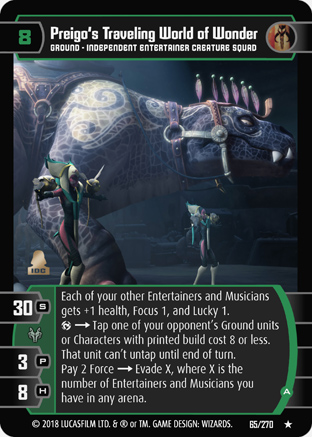 8
Preigo's Traveling World of Wonder
GROUND - INDEPENDENT ENTERTAINER CREATURE SQUAD
IDC
30 S
3 P
8 H
Each of your other Entertainers and Musicians
gets +1 health, Focus 1, and Lucky 1.
→ Tap one of your opponent's Ground units
or Characters with printed build cost 8 or less.
That unit can't untap until end of turn.
Pay 2 Force → Evade X, where X is the
number of Entertainers and Musicians you
have in any arena.
A
© 2018 LUCASFILM LTD. & ® OR TM. GAME DESIGN: WIZARDS. 65/270 ★